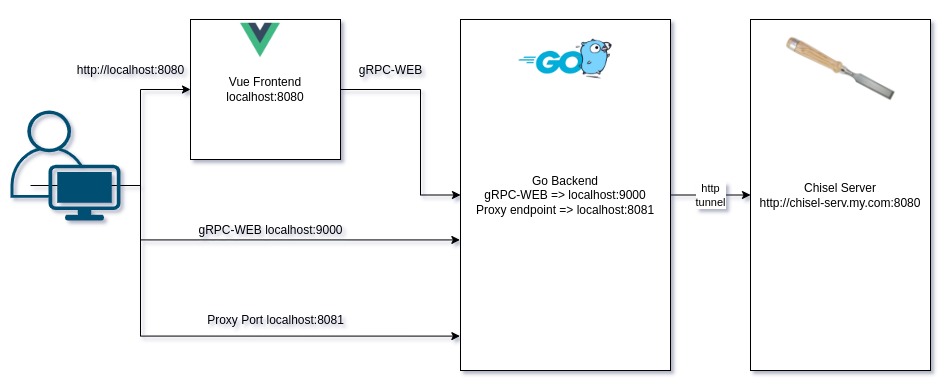 http://localhost:8080
Vue Frontend
localhost:8080
gRPC-WEB
GO
Go Backend
gRPC-WEB => localhost:9000
Proxy endpoint => localhost:8081
http
tunnel
Chisel Server
http://chisel-serv.my.com:8080
gRPC-WEB localhost:9000
Proxy Port localhost:8081